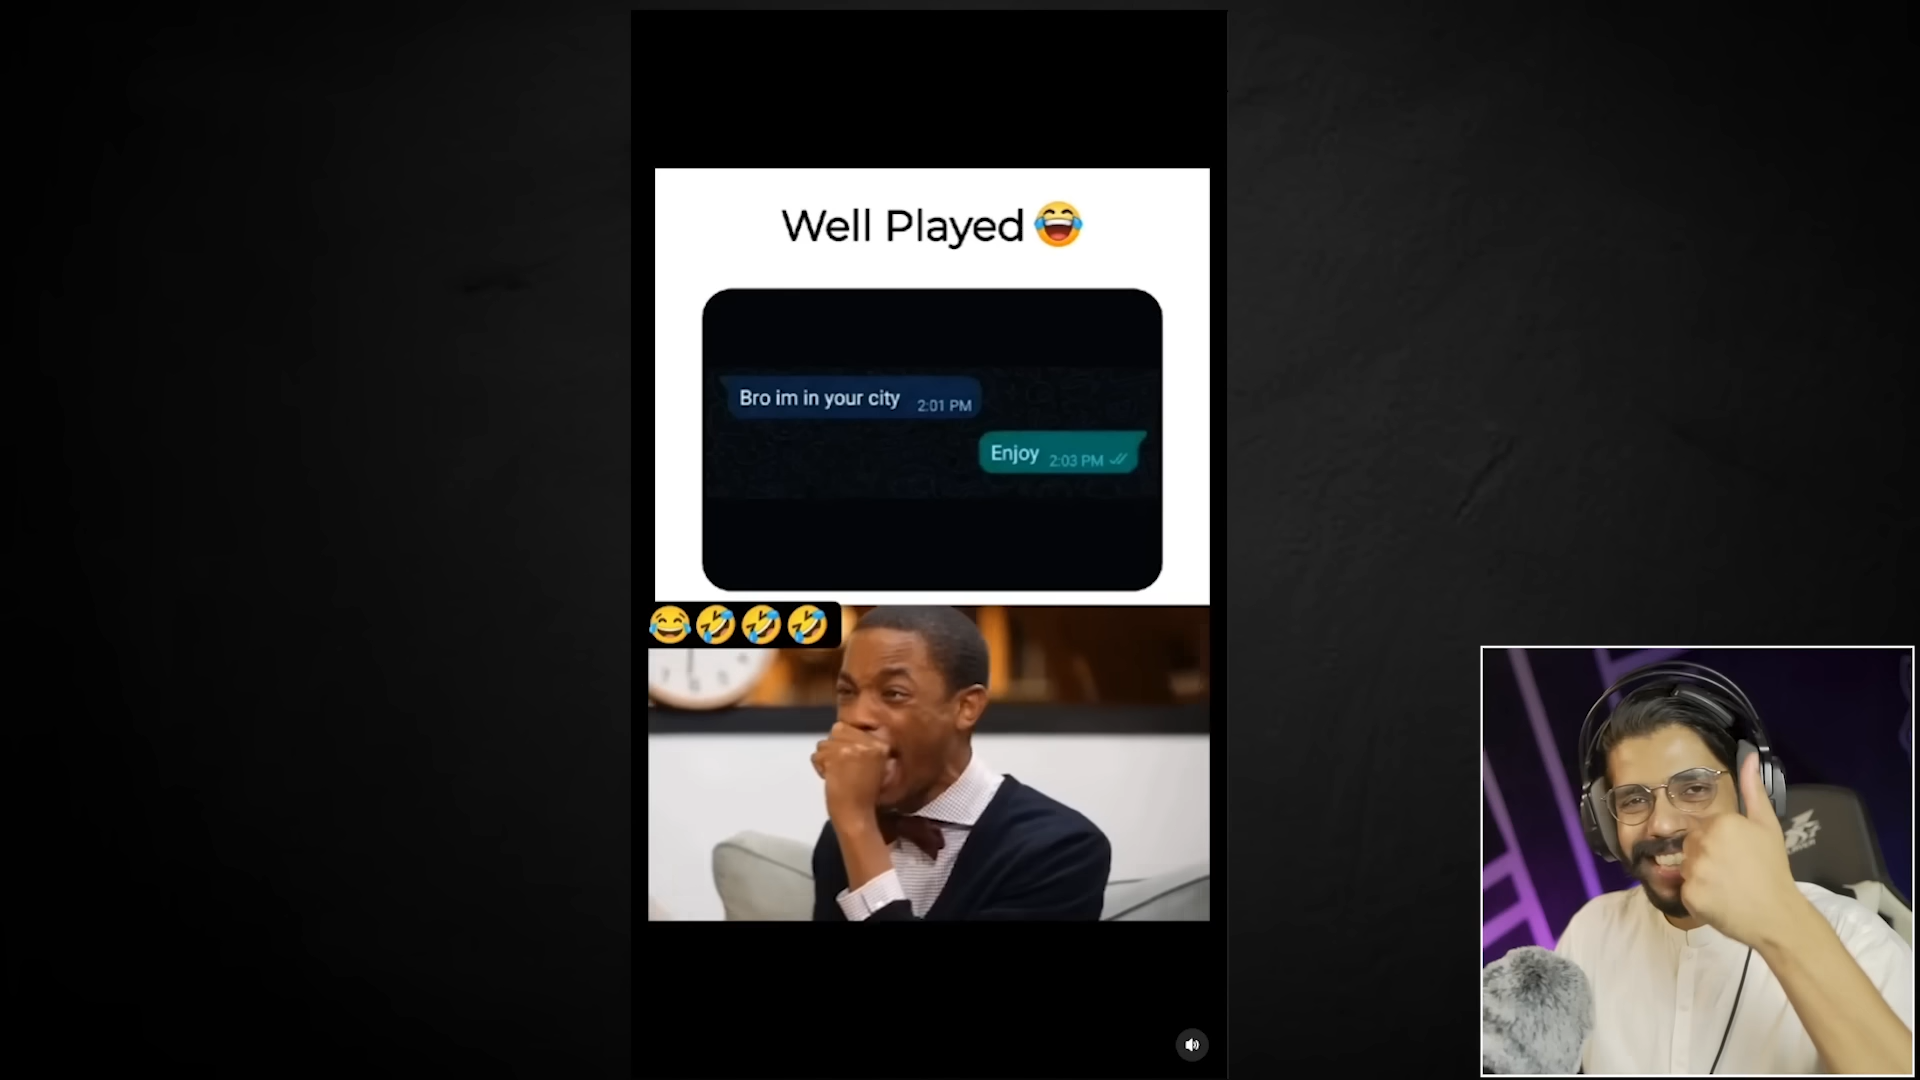 Well Played 😂
Bro im in your city 2:01 PM
Enjoy 2:03 PM
😂🤣🤣🤣